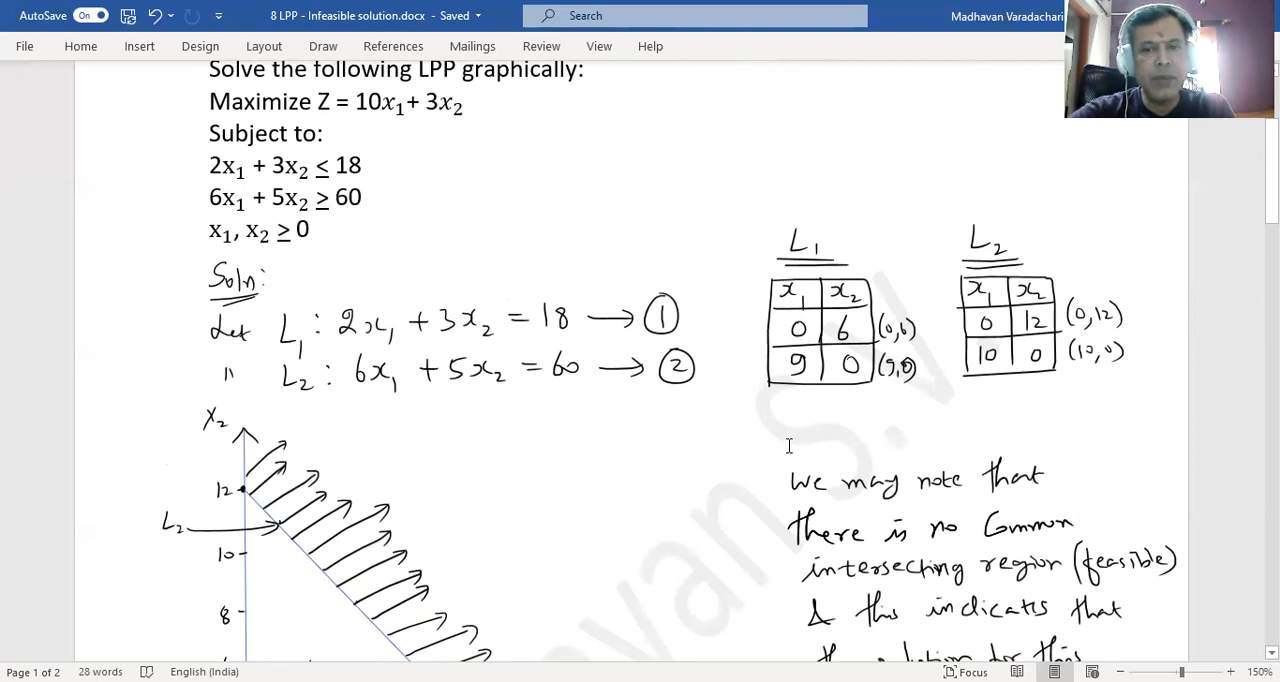 AutoSave On 8 LPP - Infeasible solution.docx - Saved Search Madhavan Varadachari
File Home Insert Design Layout Draw References Mailings Review View Help
Solve the following LPP graphically:
Maximize Z = 10x₁+ 3x₂
Subject to:
2x₁ + 3x₂ ≤ 18
6x₁ + 5x₂ ≥ 60
x₁, x₂ ≥ 0
Soln:
Let L₁ : 2x₁ + 3x₂ = 18 → ①
" L₂ : 6x₁ + 5x₂ = 60 → ②
L₁
x₁ x₂
0 6 (0,6)
9 0 (9,0)
L₂
x₁ x₂
0 12 (0,12)
10 0 (10,0)
X₂
12
L₂
10
8
We may note that
there is no Common
intersecting region (feasible)
& this indicates that
Page 1 of 2 28 words English (India) Focus 150%